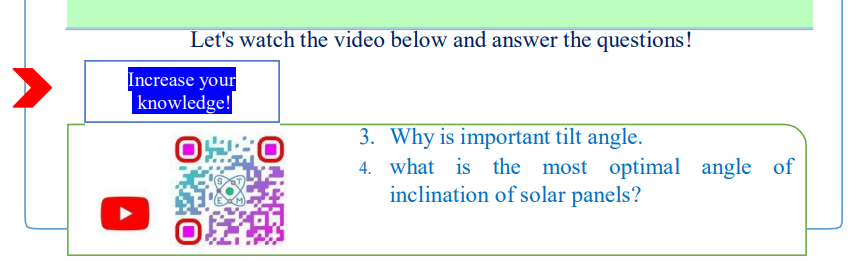 Let's watch the video below and answer the questions!
Increase your
knowledge!
3. Why is important tilt angle.
4. what is the most optimal angle of
inclination of solar panels?
S T
E M